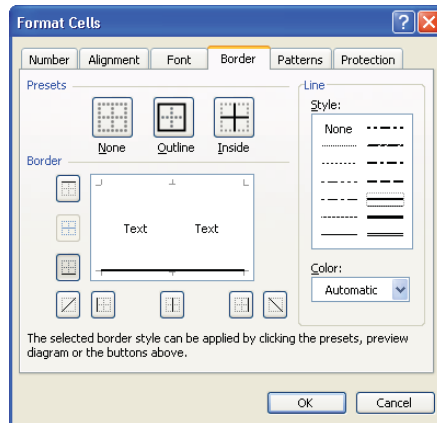 Format Cells
Number Alignment Font Border Patterns Protection
Presets
None Outline Inside
Border
Text Text
Line
Style:
None
Color:
Automatic
The selected border style can be applied by clicking the presets, preview
diagram or the buttons above.
OK Cancel